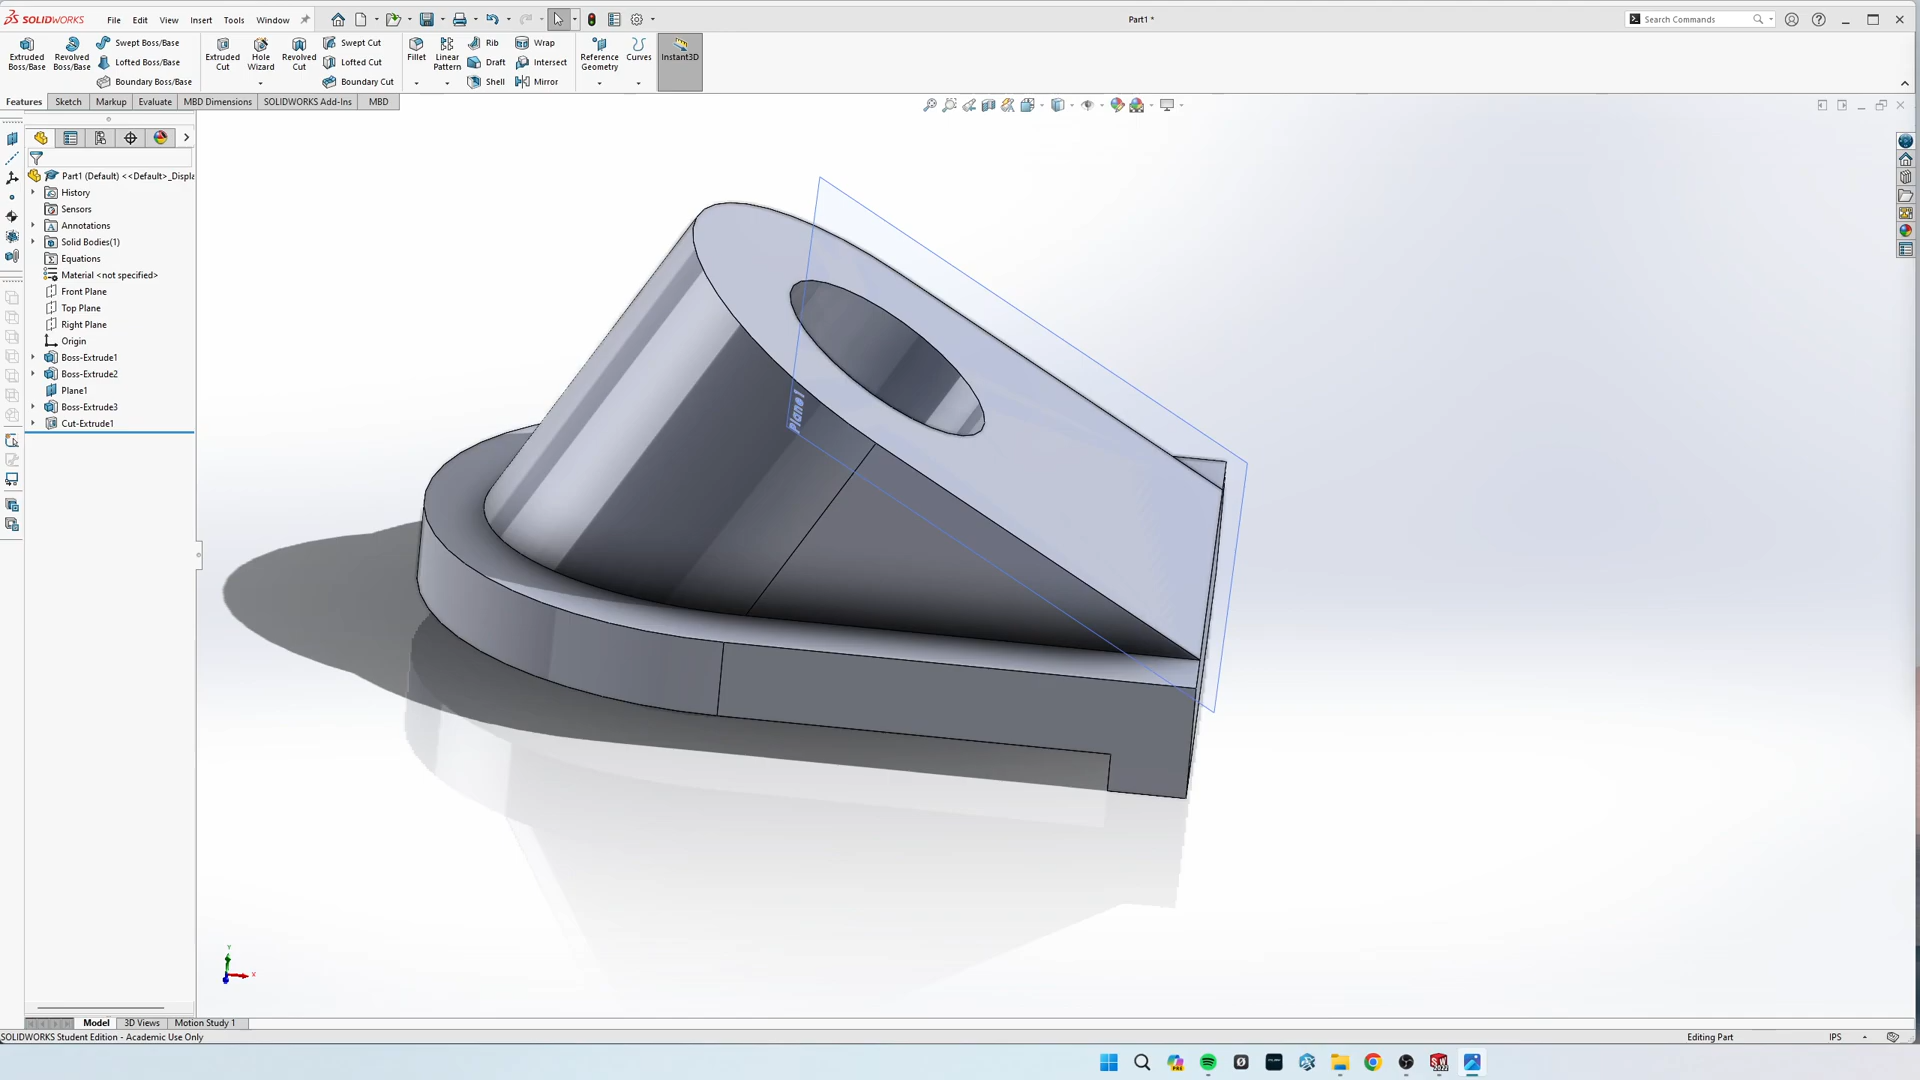 SOLIDWORKS File Edit View Insert Tools Window Part1 * Search Commands
Extruded Boss/Base
Revolved Boss/Base
Swept Boss/Base
Lofted Boss/Base
Boundary Boss/Base
Extruded Cut
Hole Wizard
Revolved Cut
Swept Cut
Lofted Cut
Boundary Cut
Fillet
Linear Pattern
Rib
Draft
Shell
Wrap
Intersect
Mirror
Reference Geometry
Curves
Instant3D
Features Sketch Markup Evaluate MBD Dimensions SOLIDWORKS Add-Ins MBD
Part1 (Default) <<Default>_Displa
History
Sensors
Annotations
Solid Bodies(1)
Equations
Material <not specified>
Front Plane
Top Plane
Right Plane
Origin
Boss-Extrude1
Boss-Extrude2
Plane1
Boss-Extrude3
Cut-Extrude1
Plane1
Y
X
Model 3D Views Motion Study 1
SOLIDWORKS Student Edition - Academic Use Only Editing Part IPS